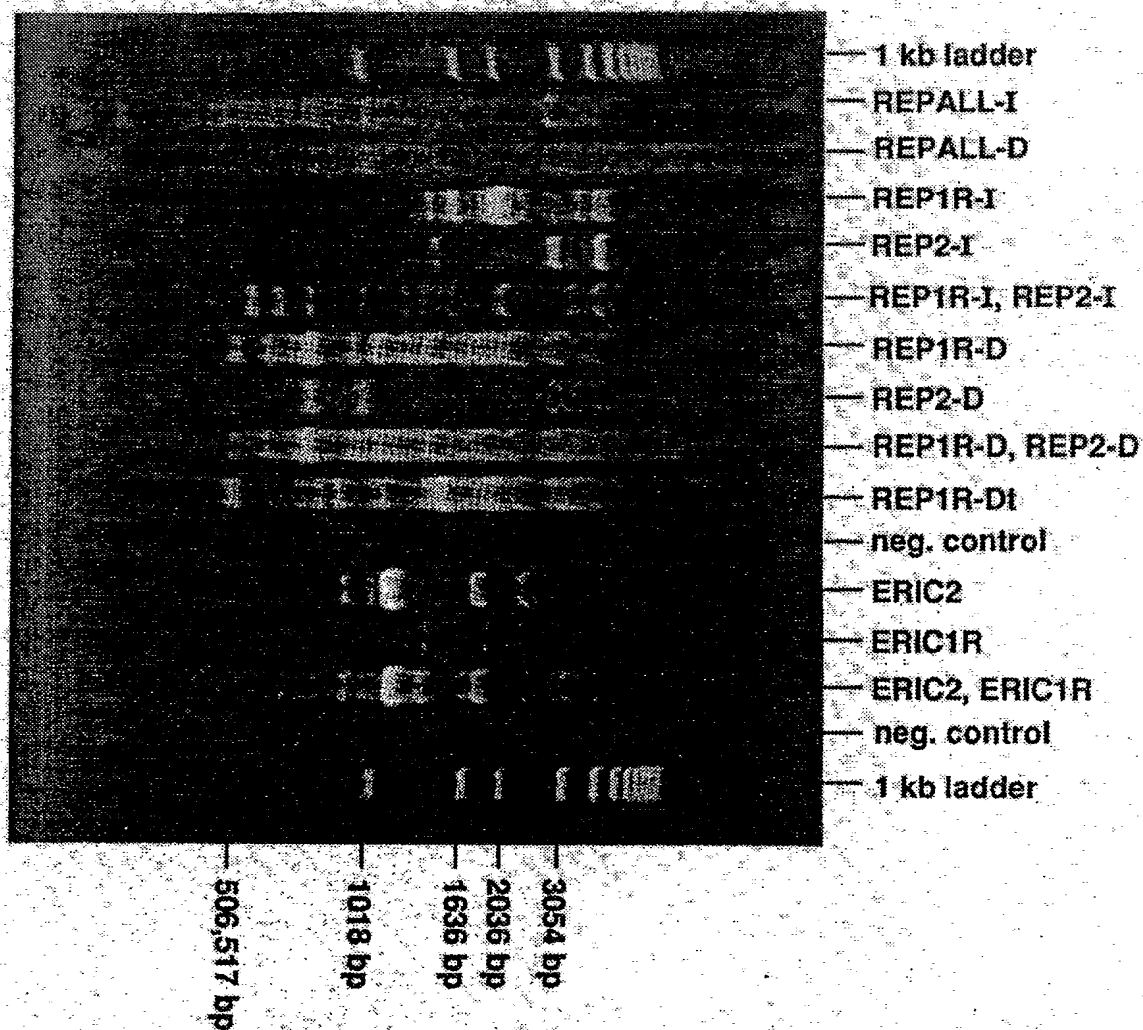 1 kb ladder
REPALL-I
REPALL-D
REP1R-I
REP2-I
REP1R-I, REP2-I
REP1R-D
REP2-D
REP1R-D, REP2-D
REP1R-Dt
neg. control
ERIC2
ERIC1R
ERIC2, ERIC1R
neg. control
1 kb ladder
506,517 bp
1018 bp
1636 bp
2036 bp
3054 bp